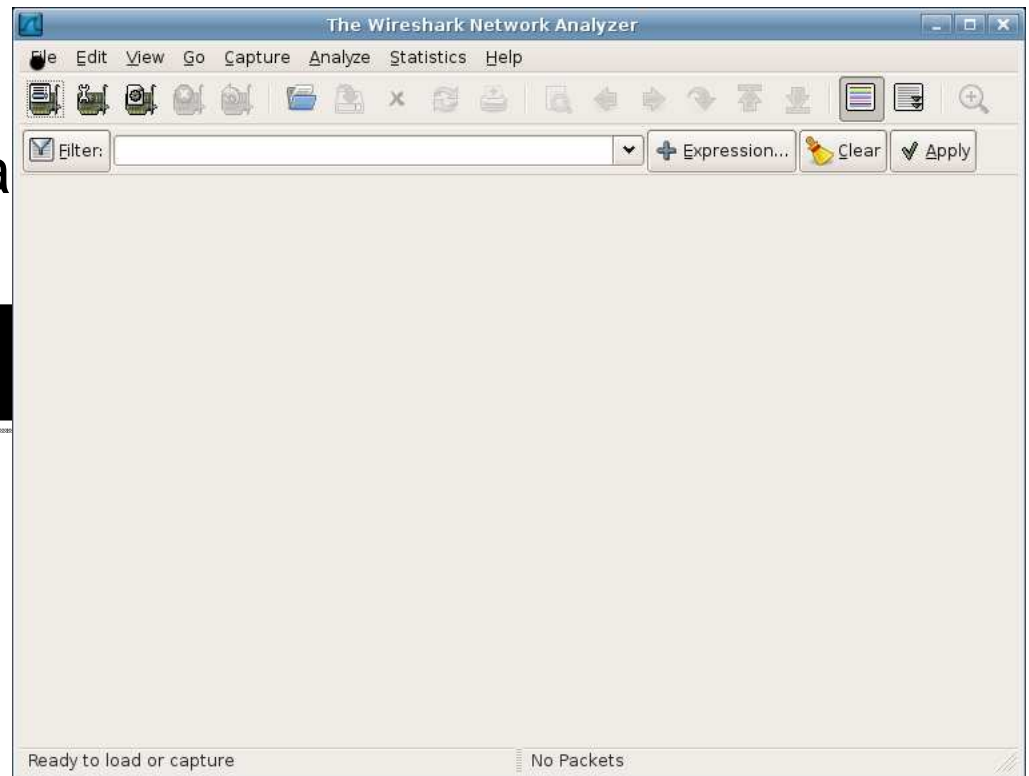 The Wireshark Network Analyzer
File Edit View Go Capture Analyze Statistics Help
Filter: Expression... Clear Apply
a
Ready to load or capture No Packets